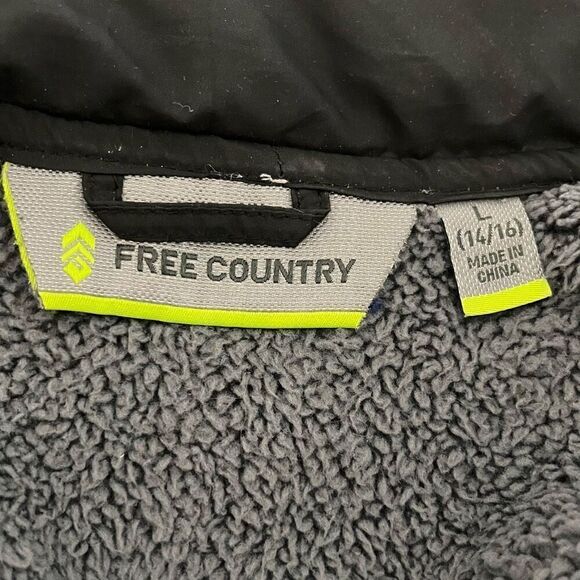 FREE COUNTRY
L
(14/16)
MADE IN
CHINA